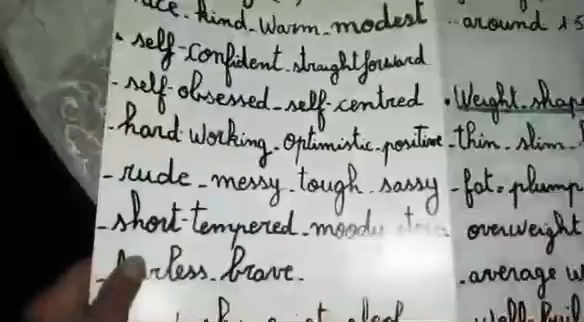 kind - warm - modest
- self-confident - straightforward
- self-obsessed - self-centred
- hard working - optimistic - positive
- rude - messy - tough - sassy
- short-tempered - moody
brave.
around
• Weight - shape
- thin - slim -
- fat - plump
overweight
- average